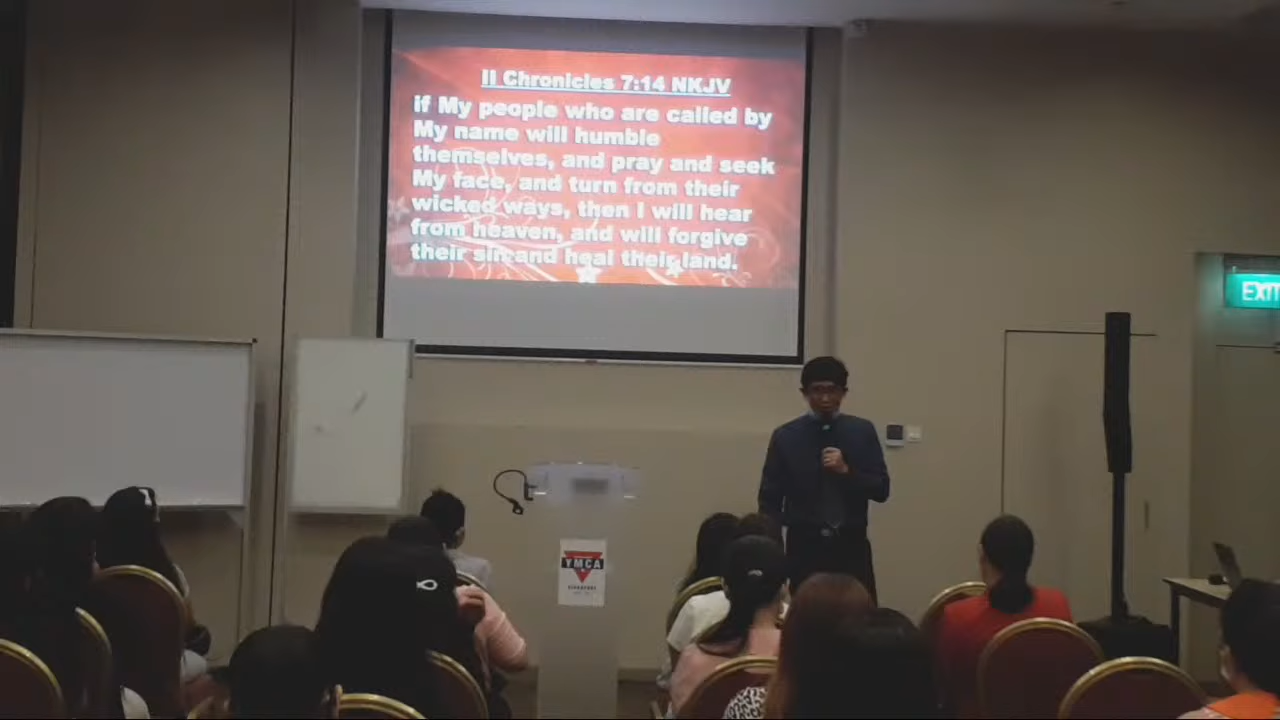 II Chronicles 7:14 NKJV
if My people who are called by
My name will humble
themselves, and pray and seek
My face, and turn from their
wicked ways, then I will hear
from heaven, and will forgive
their sin and heal their land.
EXIT
YMCA